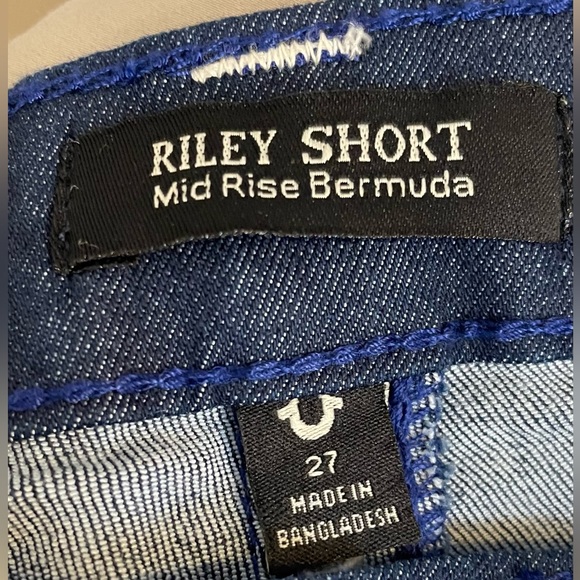 RILEY SHORT
Mid Rise Bermuda
27
MADE IN
BANGLADESH